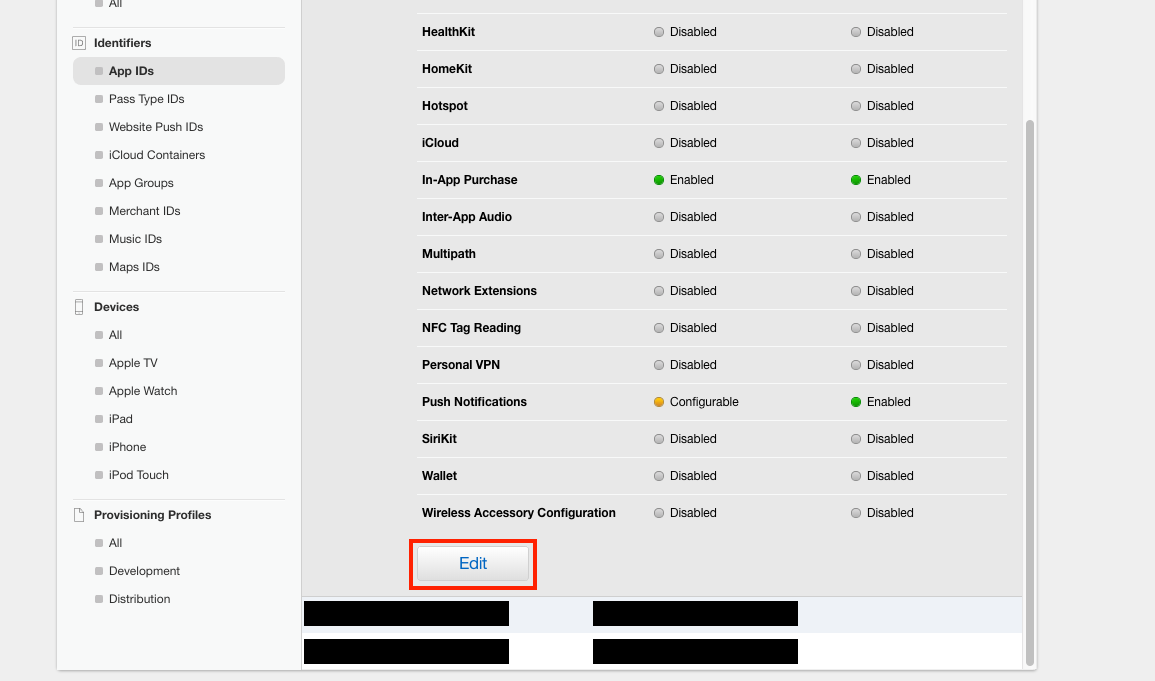 All
Identifiers
App IDs
Pass Type IDs
Website Push IDs
iCloud Containers
App Groups
Merchant IDs
Music IDs
Maps IDs
Devices
All
Apple TV
Apple Watch
iPad
iPhone
iPod Touch
Provisioning Profiles
All
Development
Distribution
HealthKit Disabled Disabled
HomeKit Disabled Disabled
Hotspot Disabled Disabled
iCloud Disabled Disabled
In-App Purchase Enabled Enabled
Inter-App Audio Disabled Disabled
Multipath Disabled Disabled
Network Extensions Disabled Disabled
NFC Tag Reading Disabled Disabled
Personal VPN Disabled Disabled
Push Notifications Configurable Enabled
SiriKit Disabled Disabled
Wallet Disabled Disabled
Wireless Accessory Configuration Disabled Disabled
Edit